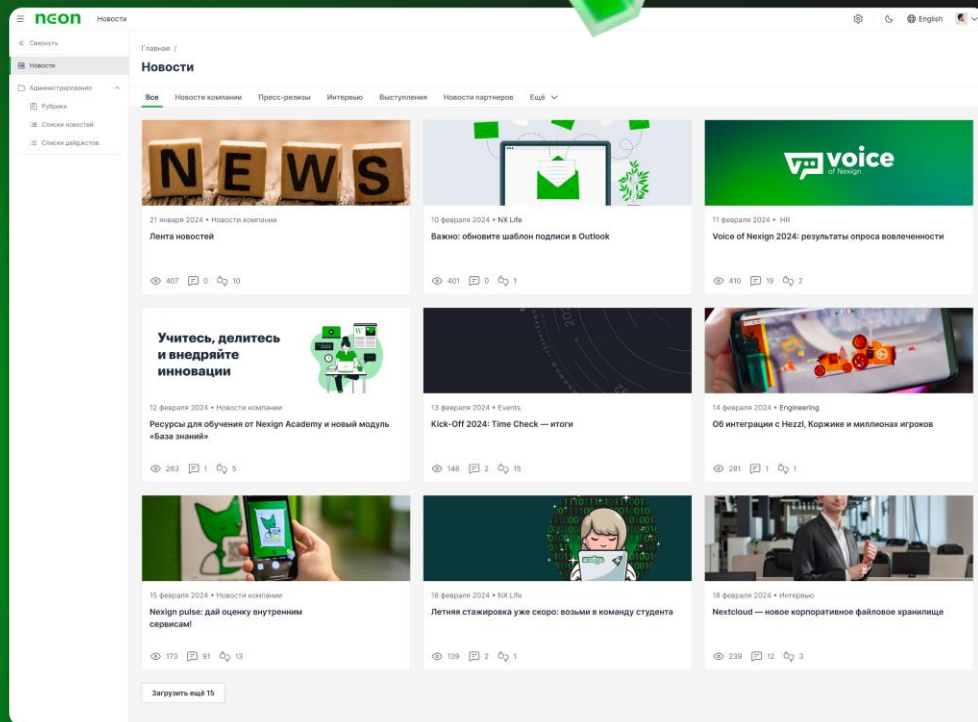 neon Новости English
Свернуть
Новости
Администрирование
Рубрики
Списки новостей
Списки дайджестов
Главная /
Новости
Все Новости компании Пресс-релизы Интервью Выступления Новости партнеров Ещё
NEWS
voice
of Nexign
21 января 2024 • Новости компании
Лента новостей
407 0 10
10 февраля 2024 • NX Life
Важно: обновите шаблон подписи в Outlook
401 0 1
11 февраля 2024 • HR
Voice of Nexign 2024: результаты опроса вовлеченности
410 19 2
Учитесь, делитесь
и внедряйте
инновации
12 февраля 2024 • Новости компании
Ресурсы для обучения от Nexign Academy и новый модуль
«База знаний»
263 1 5
13 февраля 2024 • Events
Kick-Off 2024: Time Check — итоги
148 2 15
14 февраля 2024 • Engineering
Об интеграции с Hezzl, Коржике и миллионах игроков
281 1 1
15 февраля 2024 • Новости компании
Nexign pulse: дай оценку внутренним
сервисам!
173 91 13
nexign
16 февраля 2024 • NX Life
Летняя стажировка уже скоро: возьми в команду студента
139 2 1
18 февраля 2024 • Интервью
Nextcloud — новое корпоративное файловое хранилище
239 12 3
Загрузить ещё 15